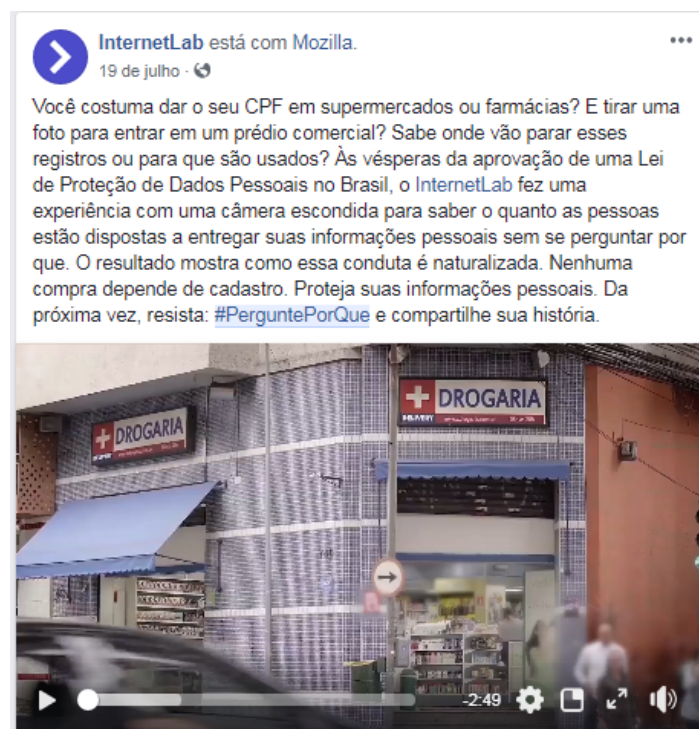 InternetLab está com Mozilla.
19 de julho ·
Você costuma dar o seu CPF em supermercados ou farmácias? E tirar uma
foto para entrar em um prédio comercial? Sabe onde vão parar esses
registros ou para que são usados? Às vésperas da aprovação de uma Lei
de Proteção de Dados Pessoais no Brasil, o InternetLab fez uma
experiência com uma câmera escondida para saber o quanto as pessoas
estão dispostas a entregar suas informações pessoais sem se perguntar por
que. O resultado mostra como essa conduta é naturalizada. Nenhuma
compra depende de cadastro. Proteja suas informações pessoais. Da
próxima vez, resista: #PerguntePorQue e compartilhe sua história.
DROGARIA
DROGARIA
DELIVERY
-2:49